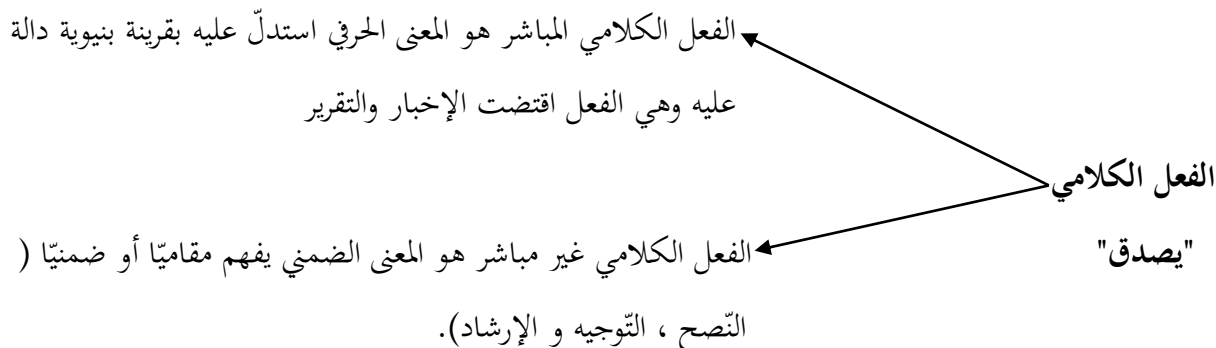 الفعل الكلامي المباشر هو المعنى الحرفي استدلّ عليه بقرينة بنيوية دالة
عليه وهي الفعل اقتضت الإخبار والتقرير
الفعل الكلامي
"يصدق"
الفعل الكلامي غير مباشر هو المعنى الضمني يفهم مقاميّا أو ضمنيّا (
النّصح ، التّوجيه و الإرشاد).